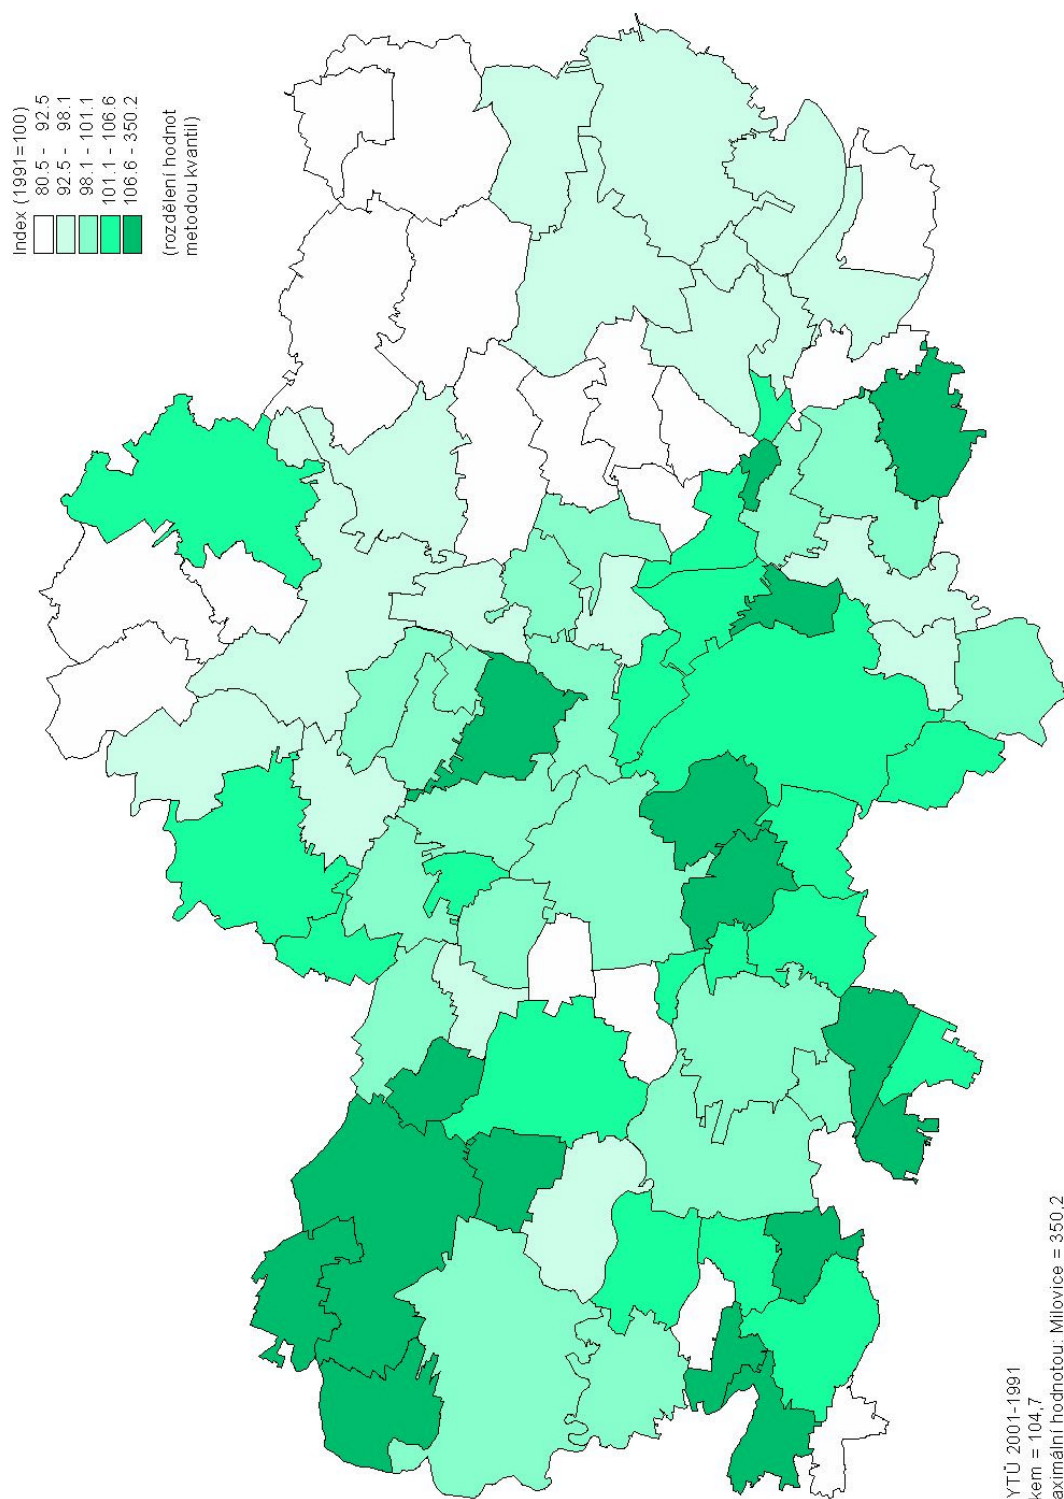 Index (1991=100)
80.5 - 92.5
92.5 - 98.1
98.1 - 101.1
101.1 - 106.6
106.6 - 350.2
(rozdělení hodnot
metodou kvantil)
YTŮ 2001-1991
kem = 104,7
aximální hodnotou: Milovice = 350,2